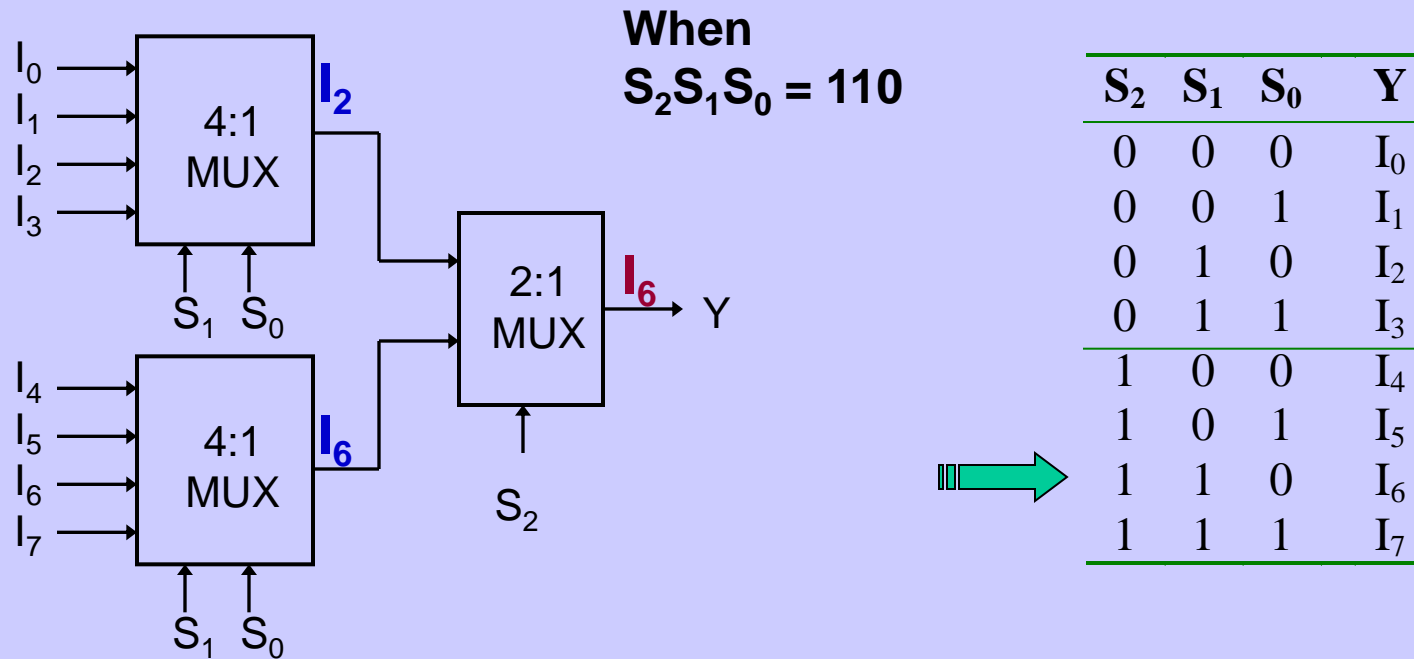 When
S₂S₁S₀ = 110
I₀
I₁
I₂
I₃
4:1
MUX
I₂
S₁ S₀
I₄
I₅
I₆
I₇
4:1
MUX
I₆
S₁ S₀
2:1
MUX
S₂
I₆
Y
S₂ S₁ S₀ Y
0 0 0 I₀
0 0 1 I₁
0 1 0 I₂
0 1 1 I₃
1 0 0 I₄
1 0 1 I₅
1 1 0 I₆
1 1 1 I₇